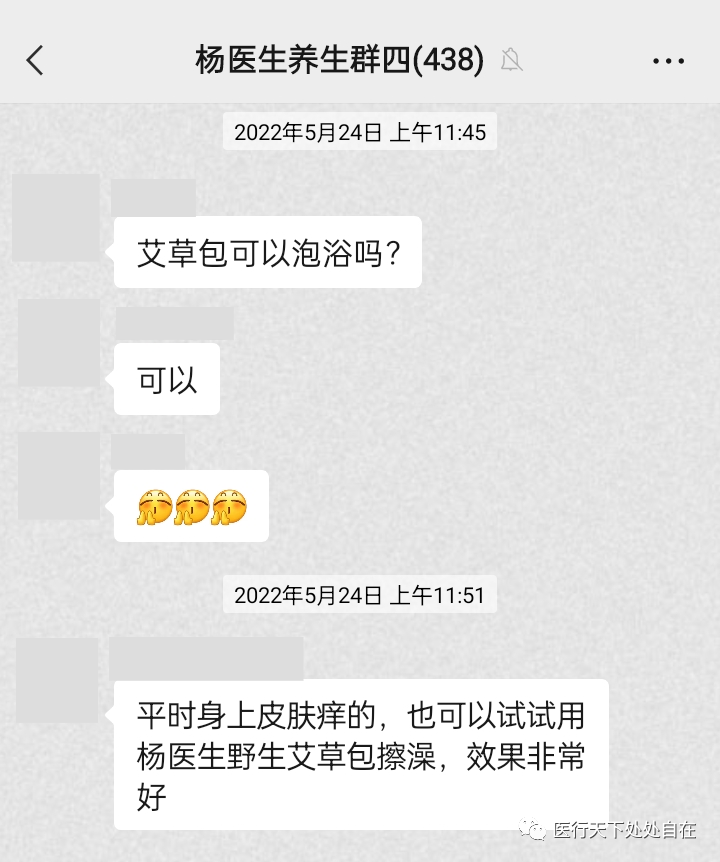 杨医生养生群四(438)
2022年5月24日 上午11:45
艾草包可以泡浴吗？
可以
2022年5月24日 上午11:51
平时身上皮肤痒的，也可以试试用
杨医生野生艾草包擦澡，效果非常
好
医行天下处处自在